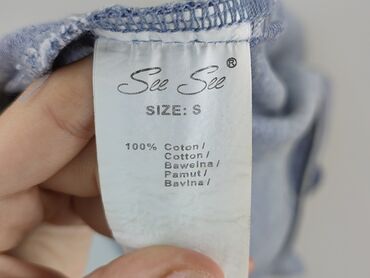 See See ®
SIZE: S
100% Coton /
Cotton /
Bawełna /
Pamut /
Bavlna /